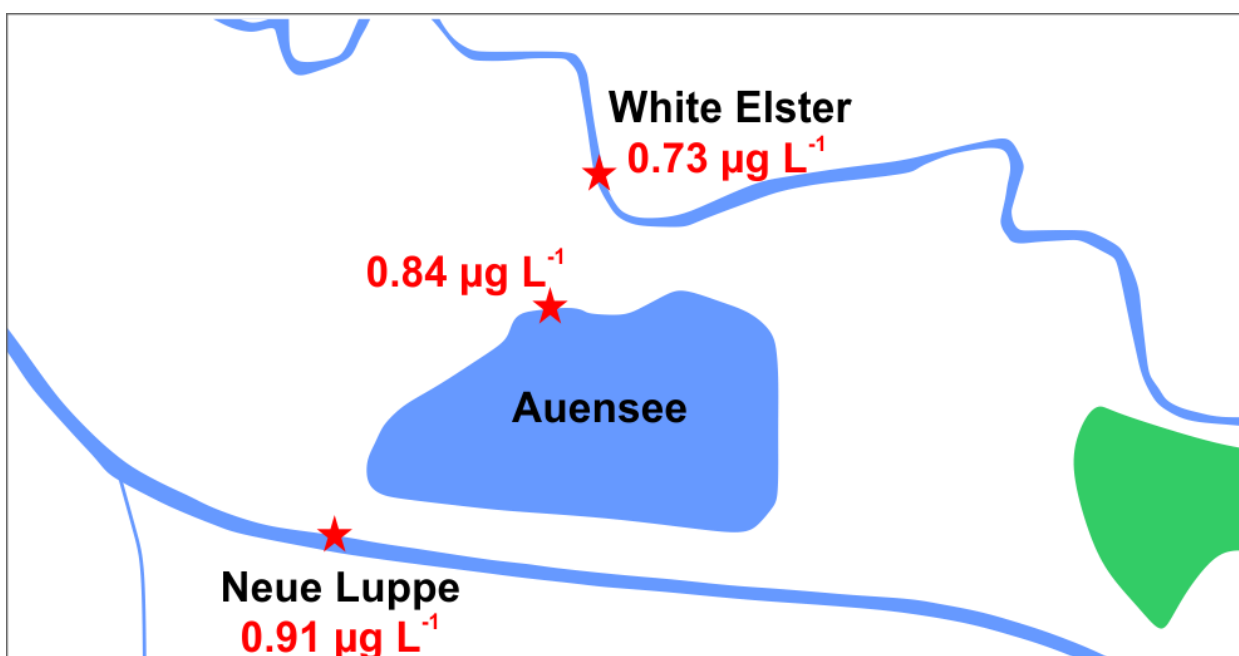 White Elster
0.73 µg L⁻¹
0.84 µg L⁻¹
Auensee
Neue Luppe
0.91 µg L⁻¹